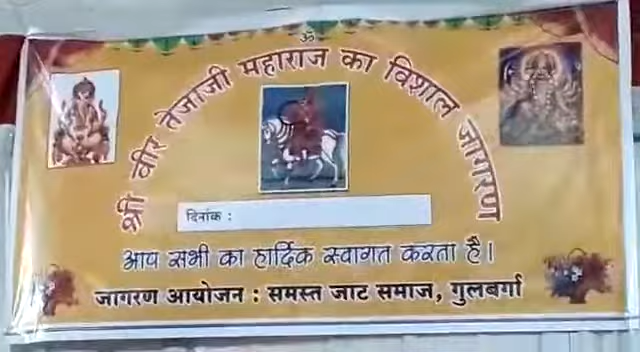 ॐ
श्री वीर तेजाजी महाराज का विशाल जागरण
दिनांक :
आप सभी का हार्दिक स्वागत करता है।
जागरण आयोजन : समस्त जाट समाज, गुलबर्गा